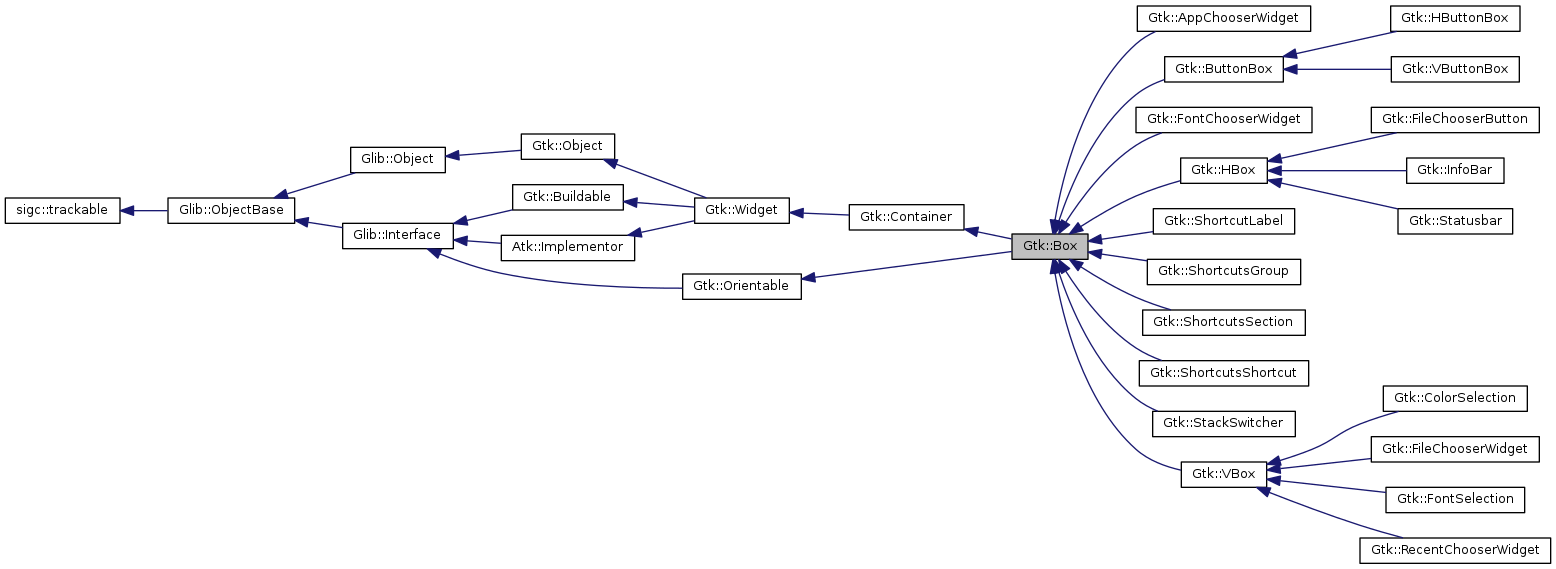 sigc::trackable
Glib::ObjectBase
Glib::Object
Glib::Interface
Gtk::Object
Gtk::Buildable
Atk::Implementor
Gtk::Widget
Gtk::Orientable
Gtk::Container
Gtk::Box
Gtk::AppChooserWidget
Gtk::ButtonBox
Gtk::FontChooserWidget
Gtk::HBox
Gtk::ShortcutLabel
Gtk::ShortcutsGroup
Gtk::ShortcutsSection
Gtk::ShortcutsShortcut
Gtk::StackSwitcher
Gtk::VBox
Gtk::HButtonBox
Gtk::VButtonBox
Gtk::FileChooserButton
Gtk::InfoBar
Gtk::Statusbar
Gtk::ColorSelection
Gtk::FileChooserWidget
Gtk::FontSelection
Gtk::RecentChooserWidget